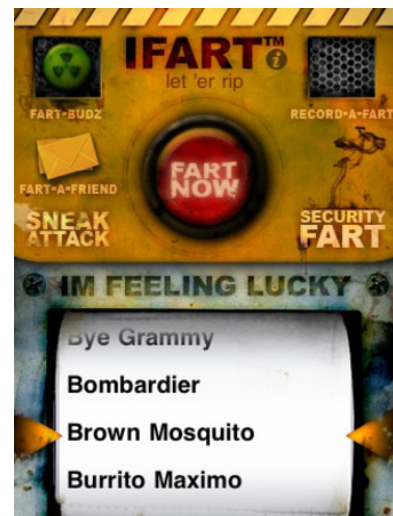 IFART™
let 'er rip
FART-BUDZ
RECORD-A-FART
FART NOW
FART-A-FRIEND
SNEAK
ATTACK
SECURITY
FART
IM FEELING LUCKY
Bye Grammy
Bombardier
Brown Mosquito
Burrito Maximo